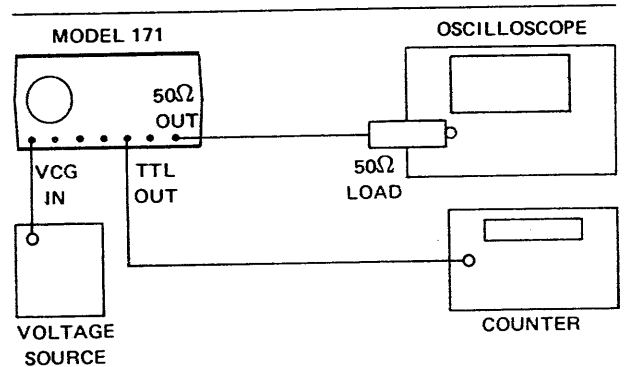 MODEL 171
OSCILLOSCOPE
50Ω
OUT
VCG
IN
TTL
OUT
50Ω
LOAD
VOLTAGE
SOURCE
COUNTER